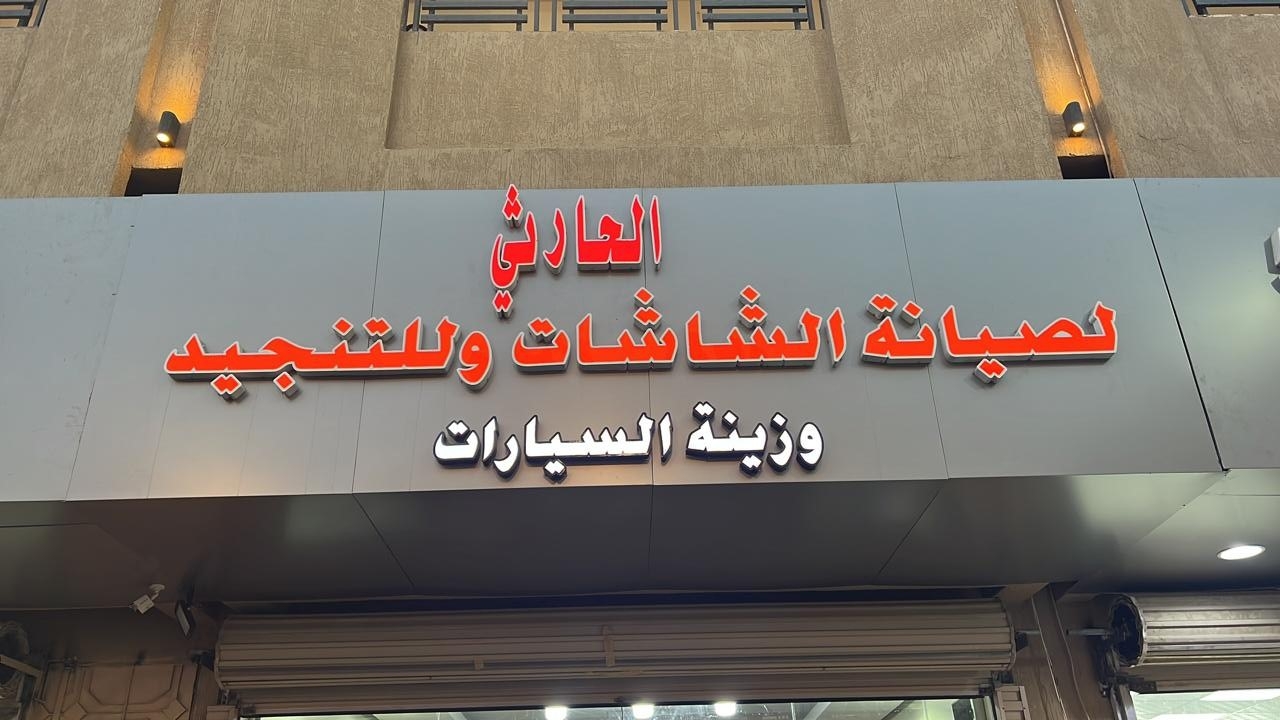 الحارثي
لصيانة الشاشات وللتنجيد
وزينة السيارات